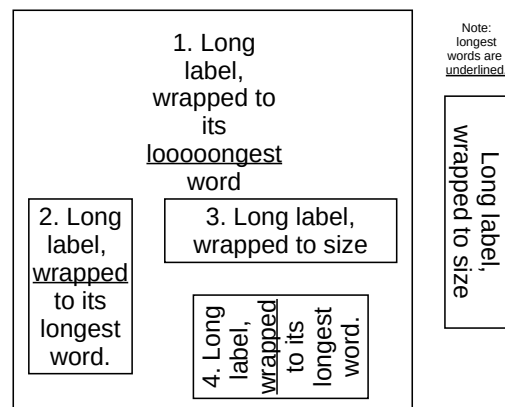 1. Long
label,
wrapped to
its
looooongest
word
2. Long
label,
wrapped
to its
longest
word.
3. Long label,
wrapped to size
4. Long
label,
wrapped
to its
longest
word.
Note:
longest
words are
underlined.
Long label,
wrapped to size